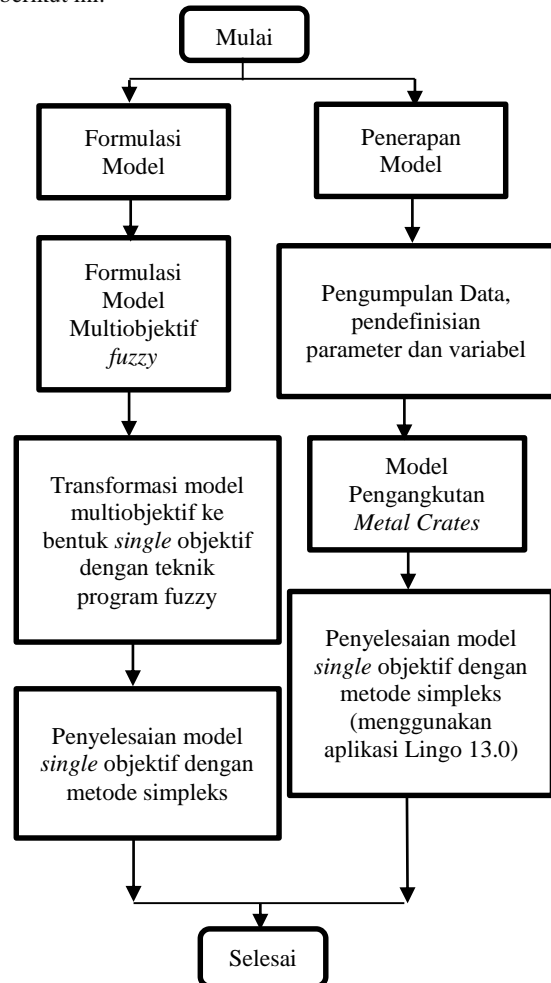 berikut ini.
Mulai
Formulasi
Model
Formulasi
Model
Multiobjektif
fuzzy
Transformasi model
multiobjektif ke
bentuk single objektif
dengan teknik
program fuzzy
Penyelesaian model
single objektif dengan
metode simpleks
Penerapan
Model
Pengumpulan Data,
pendefinisian
parameter dan variabel
Model
Pengangkutan
Metal Crates
Penyelesaian model
single objektif dengan
metode simpleks
(menggunakan
aplikasi Lingo 13.0)
Selesai